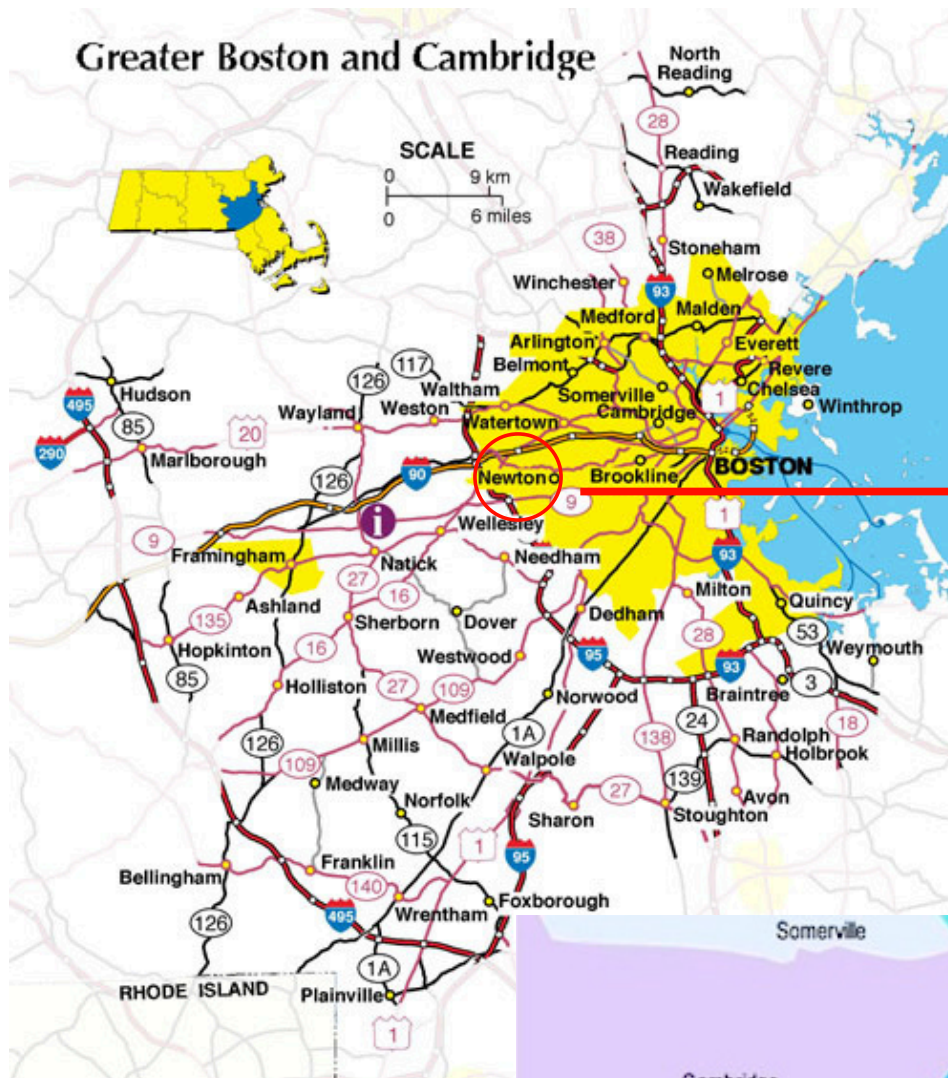 Greater Boston and Cambridge
North
Reading
28
SCALE
0 9 km
0 6 miles
Reading
Wakefield
38
Stoneham
Winchester
Melrose
93
Medford
Malden
Arlington
Everett
Belmont
Revere
117
126
Waltham
Somerville
Chelsea
Hudson
495
Weston
Cambridge
1
Winthrop
Wayland
Watertown
85
20
290
Marlborough
90
Newton
Brookline
BOSTON
126
9
1
i
Wellesley
9
93
Framingham
Natick
Needham
27
16
Milton
Quincy
Ashland
Dover
Dedham
135
Sherborn
53
28
Hopkinton
16
Westwood
95
Weymouth
85
93
Holliston
27
109
Norwood
Braintree
3
Medfield
24
18
126
Millis
1A
138
Randolph
109
Walpole
Holbrook
Medway
139
Norfolk
27
Avon
Sharon
Stoughton
115
1
95
Bellingham
Franklin
140
Foxborough
126
495
Wrentham
Somerville
1A
RHODE ISLAND
Plainville
1